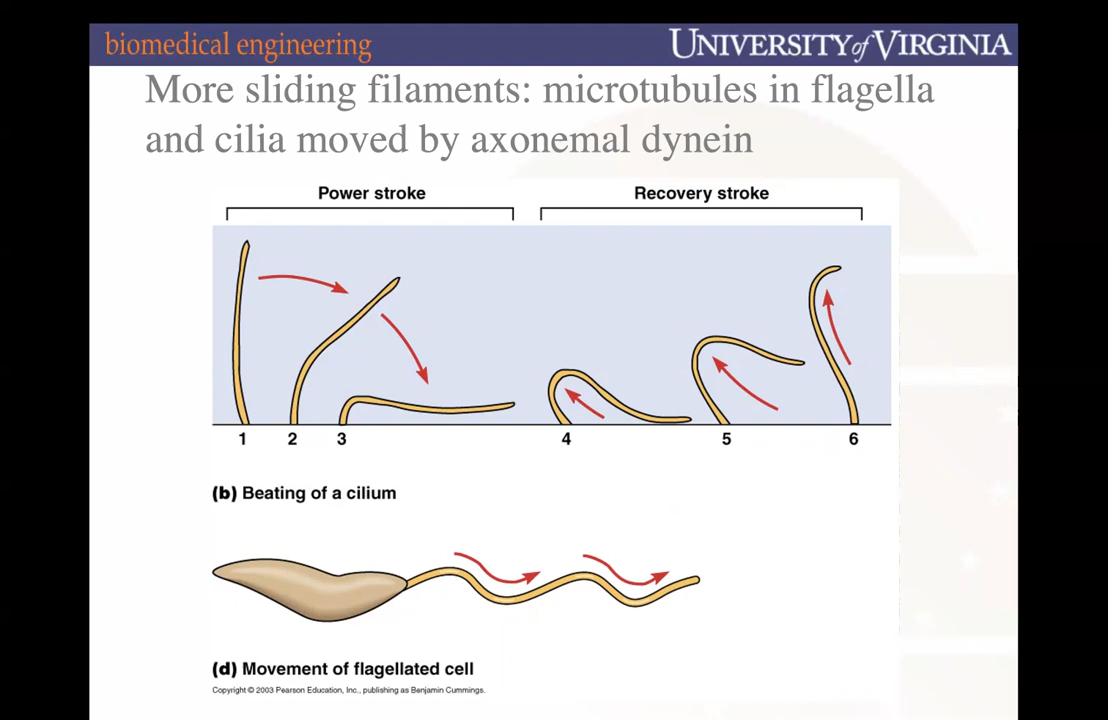 biomedical engineering
UNIVERSITY of VIRGINIA
More sliding filaments: microtubules in flagella
and cilia moved by axonemal dynein
Power stroke
Recovery stroke
1 2 3 4 5 6
(b) Beating of a cilium
(d) Movement of flagellated cell
Copyright © 2003 Pearson Education, Inc., publishing as Benjamin Cummings.